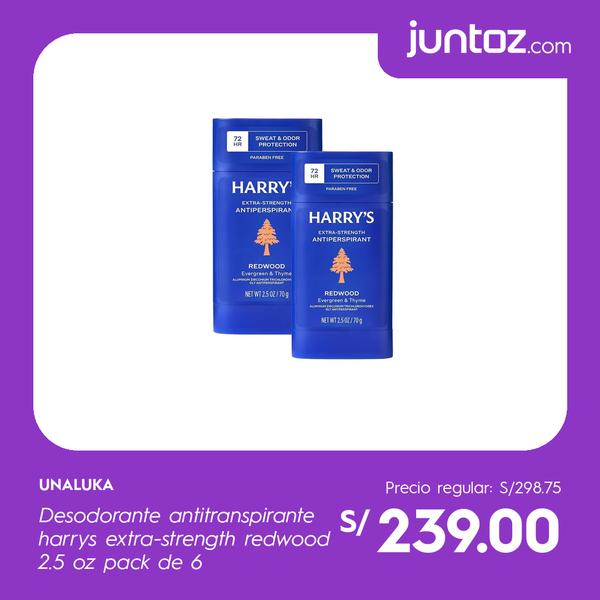 juntoz.com
72
HR
SWEAT & ODOR
PROTECTION
PARABEN FREE
HARRY'
EXTRA-STRENGTH
ANTIPERSPIRAN
REDWOOD
Evergreen & Thyme
NET WT 2.5 OZ / 70 g
72
HR
SWEAT & ODOR
PROTECTION
PARABEN FREE
HARRY'S
EXTRA-STRENGTH
ANTIPERSPIRANT
REDWOOD
Evergreen & Thyme
NET WT 2.5 OZ / 70 g
UNALUKA
Desodorante antitranspirante
harrys extra-strength redwood
2.5 oz pack de 6
Precio regular: S/298.75
S/ 239.00